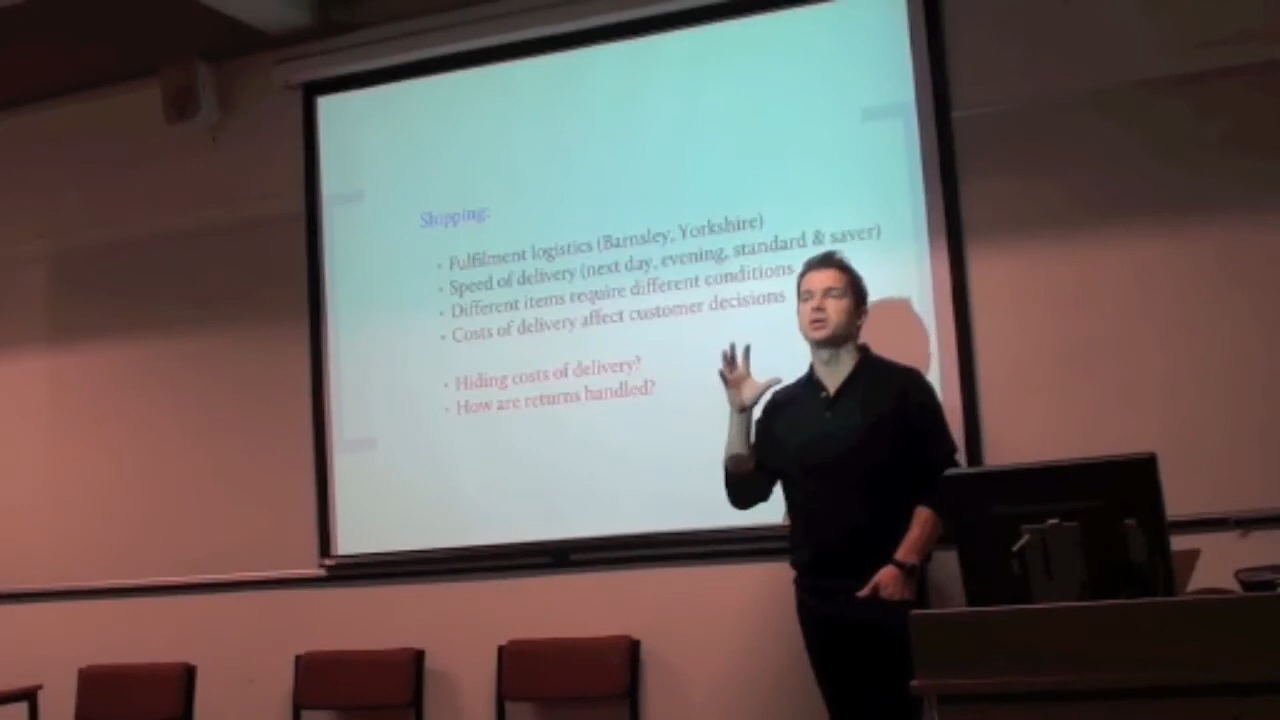 Shopping:
· Fulfilment logistics (Barnsley, Yorkshire)
· Speed of delivery (next day, evening, standard & saver)
· Different items require different conditions
· Costs of delivery affect customer decisions
· Hiding costs of delivery?
· How are returns handled?